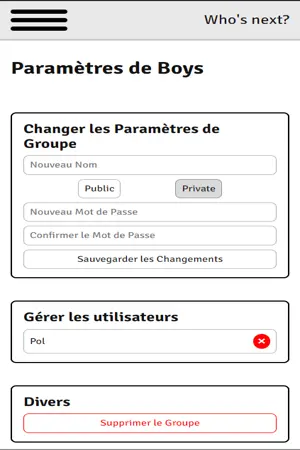 Who's next?
Paramètres de Boys
Changer les Paramètres de
Groupe
Nouveau Nom
Public
Private
Nouveau Mot de Passe
Confirmer le Mot de Passe
Sauvegarder les Changements
Gérer les utilisateurs
Pol
Divers
Supprimer le Groupe